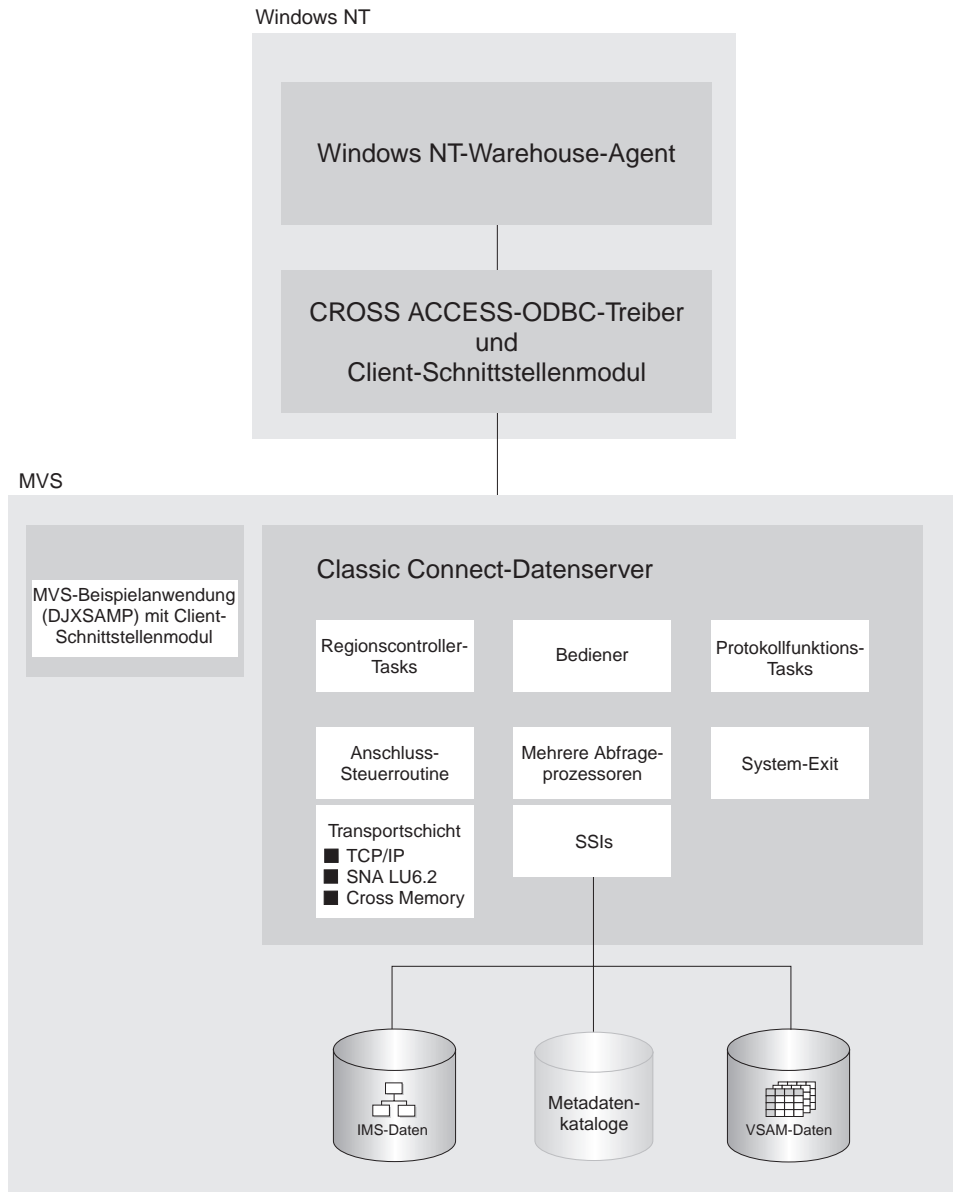 Windows NT
Windows NT-Warehouse-Agent
CROSS ACCESS-ODBC-Treiber
und
Client-Schnittstellenmodul
MVS
MVS-Beispielanwendung
(DJXSAMP) mit Client-
Schnittstellenmodul
Classic Connect-Datenserver
Regionscontroller-
Tasks
Bediener
Protokollfunktions-
Tasks
Anschluss-
Steuerroutine
Mehrere Abfrage-
prozessoren
System-Exit
Transportschicht
TCP/IP
SNA LU6.2
Cross Memory
SSIs
IMS-Daten
Metadaten-
kataloge
VSAM-Daten